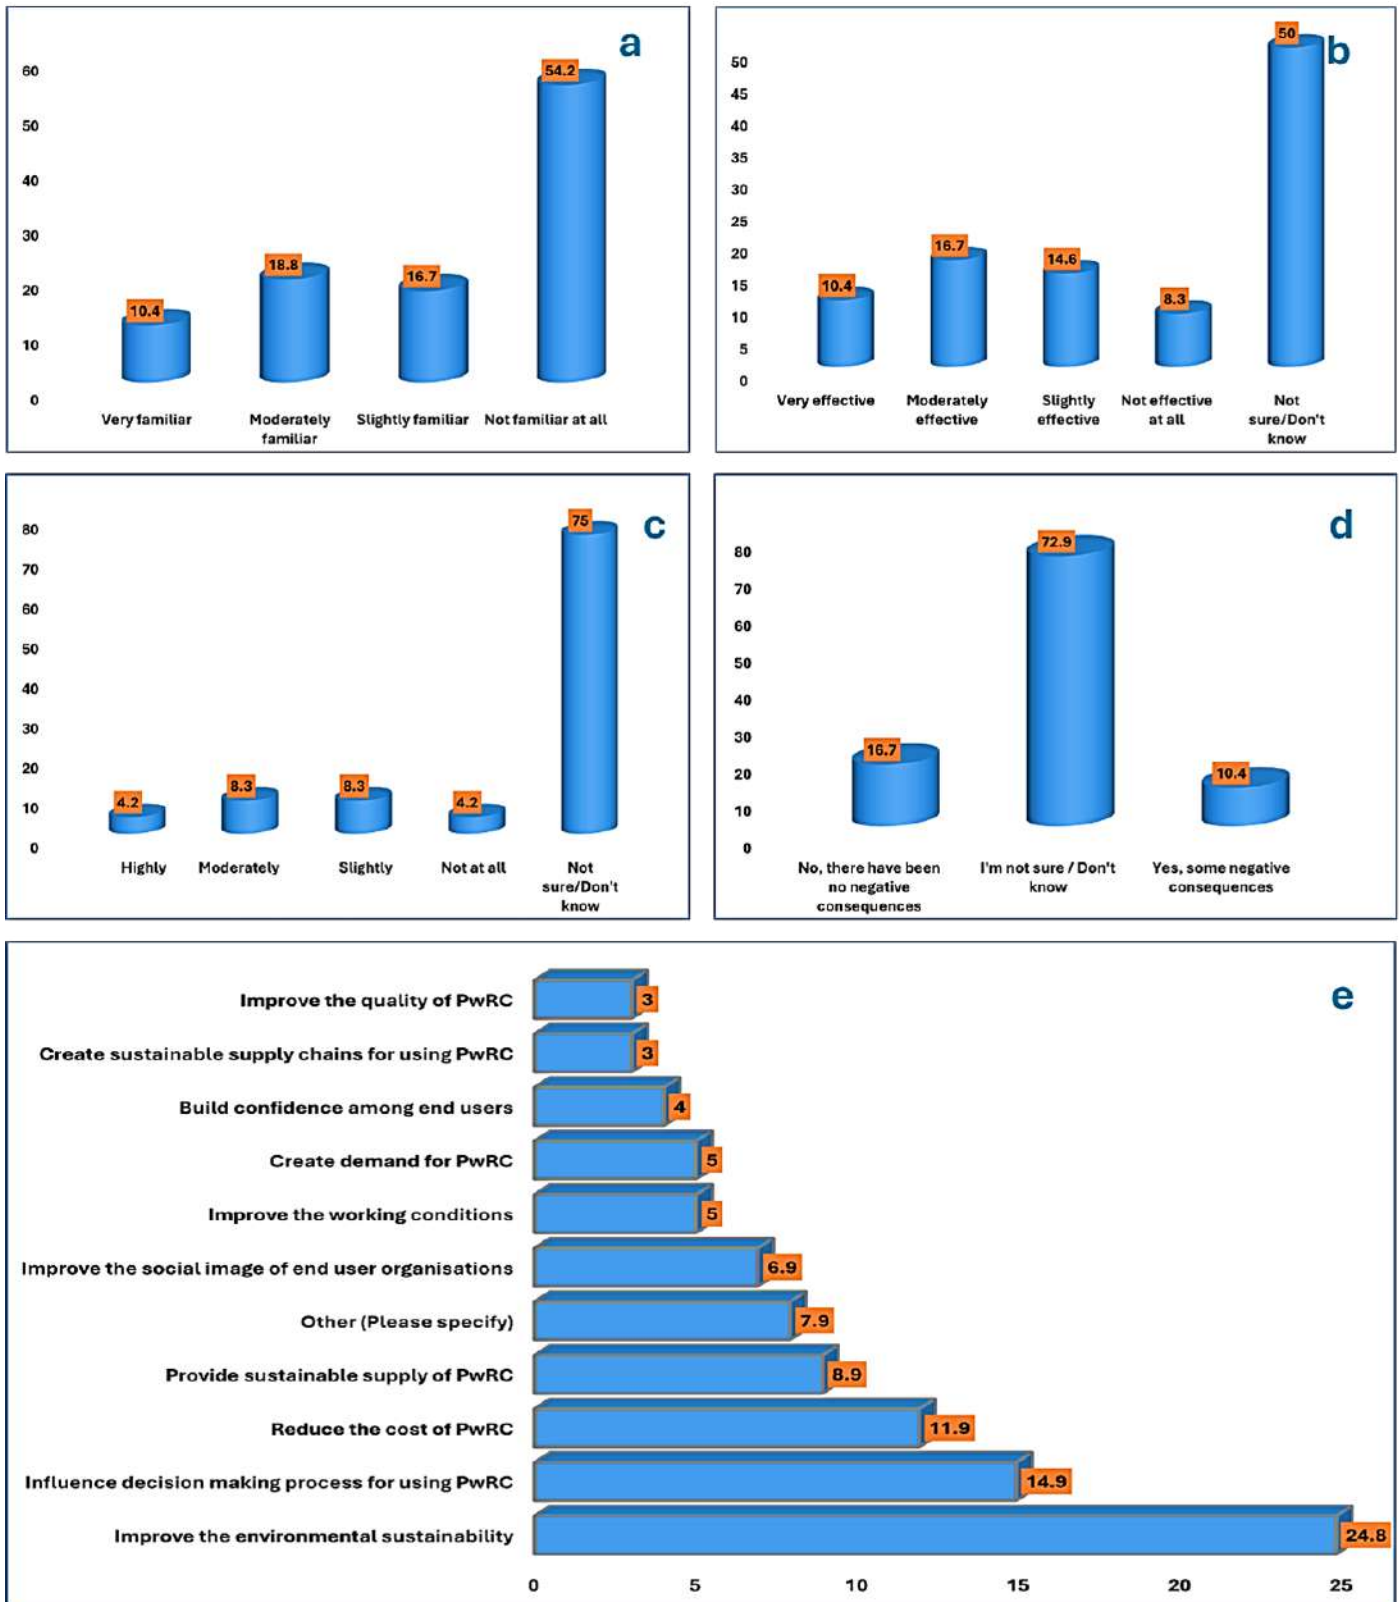 a
60
50
40
30
20
10
0
10.4
18.8
16.7
54.2
Very familiar
Moderately
familiar
Slightly familiar
Not familiar at all
b
50
45
40
35
30
25
20
15
10
5
0
10.4
16.7
14.6
8.3
50
Very effective
Moderately
effective
Slightly
effective
Not effective
at all
Not
sure/Don't
know
c
80
70
60
50
40
30
20
10
0
4.2
8.3
8.3
4.2
75
Highly
Moderately
Slightly
Not at all
Not
sure/Don't
know
d
80
70
60
50
40
30
20
10
0
16.7
72.9
10.4
No, there have been
no negative
consequences
I'm not sure / Don't
know
Yes, some negative
consequences
e
Improve the quality of PwRC 3
Create sustainable supply chains for using PwRC 3
Build confidence among end users 4
Create demand for PwRC 5
Improve the working conditions 5
Improve the social image of end user organisations 6.9
Other (Please specify) 7.9
Provide sustainable supply of PwRC 8.9
Reduce the cost of PwRC 11.9
Influence decision making process for using PwRC 14.9
Improve the environmental sustainability 24.8
0 5 10 15 20 25